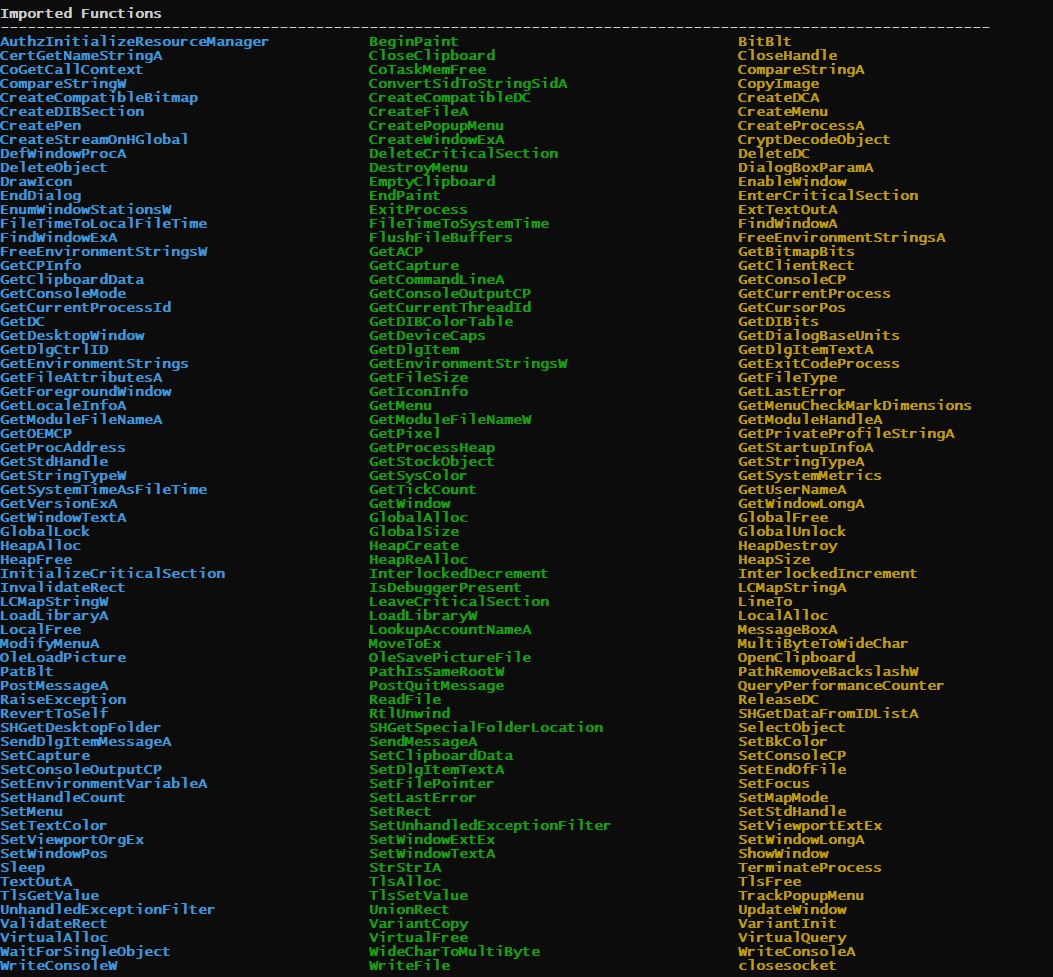 Imported Functions
--------------------------------------------------------------------------------------------------------------
AuthzInitializeResourceManager BeginPaint BitBlt
CertGetNameStringA CloseClipboard CloseHandle
CoGetCallContext CoTaskMemFree CompareStringA
CompareStringW ConvertSidToStringSidA CopyImage
CreateCompatibleBitmap CreateCompatibleDC CreateDCA
CreateDIBSection CreateFileA CreateMenu
CreatePen CreatePopupMenu CreateProcessA
CreateStreamOnHGlobal CreateWindowExA CryptDecodeObject
DefWindowProcA DeleteCriticalSection DeleteDC
DeleteObject DestroyMenu DialogBoxParamA
DrawIcon EmptyClipboard EnableWindow
EndDialog EndPaint EnterCriticalSection
EnumWindowStationsW ExitProcess ExtTextOutA
FileTimeToLocalFileTime FileTimeToSystemTime FindWindowA
FindWindowExA FlushFileBuffers FreeEnvironmentStringsA
FreeEnvironmentStringsW GetACP GetBitmapBits
GetCPInfo GetCapture GetClientRect
GetClipboardData GetCommandLineA GetConsoleCP
GetConsoleMode GetConsoleOutputCP GetCurrentProcess
GetCurrentProcessId GetCurrentThreadId GetCursorPos
GetDC GetDIBColorTable GetDIBits
GetDesktopWindow GetDeviceCaps GetDialogBaseUnits
GetDlgCtrlID GetDlgItem GetDlgItemTextA
GetEnvironmentStrings GetEnvironmentStringsW GetExitCodeProcess
GetFileAttributesA GetFileSize GetFileType
GetForegroundWindow GetIconInfo GetLastError
GetLocaleInfoA GetMenu GetMenuCheckMarkDimensions
GetModuleFileNameA GetModuleFileNameW GetModuleHandleA
GetOEMCP GetPixel GetPrivateProfileStringA
GetProcAddress GetProcessHeap GetStartupInfoA
GetStdHandle GetStockObject GetStringTypeA
GetStringTypeW GetSysColor GetSystemMetrics
GetSystemTimeAsFileTime GetTickCount GetUserNameA
GetVersionExA GetWindow GetWindowLongA
GetWindowTextA GlobalAlloc GlobalFree
GlobalLock GlobalSize GlobalUnlock
HeapAlloc HeapCreate HeapDestroy
HeapFree HeapReAlloc HeapSize
InitializeCriticalSection InterlockedDecrement InterlockedIncrement
InvalidateRect IsDebuggerPresent LCMapStringA
LCMapStringW LeaveCriticalSection LineTo
LoadLibraryA LoadLibraryW LocalAlloc
LocalFree LookupAccountNameA MessageBoxA
ModifyMenuA MoveToEx MultiByteToWideChar
OleLoadPicture OleSavePictureFile OpenClipboard
PatBlt PathIsSameRootW PathRemoveBackslashW
PostMessageA PostQuitMessage QueryPerformanceCounter
RaiseException ReadFile ReleaseDC
RevertToSelf RtlUnwind SHGetDataFromIDListA
SHGetDesktopFolder SHGetSpecialFolderLocation SelectObject
SendDlgItemMessageA SendMessageA SetBkColor
SetCapture SetClipboardData SetConsoleCP
SetConsoleOutputCP SetDlgItemTextA SetEndOfFile
SetEnvironmentVariableA SetFilePointer SetFocus
SetHandleCount SetLastError SetMapMode
SetMenu SetRect SetStdHandle
SetTextColor SetUnhandledExceptionFilter SetViewportExtEx
SetViewportOrgEx SetWindowExtEx SetWindowLongA
SetWindowPos SetWindowTextA ShowWindow
Sleep StrStrIA TerminateProcess
TextOutA TlsAlloc TlsFree
TlsGetValue TlsSetValue TrackPopupMenu
UnhandledExceptionFilter UnionRect UpdateWindow
ValidateRect VariantCopy VariantInit
VirtualAlloc VirtualFree VirtualQuery
WaitForSingleObject WideCharToMultiByte WriteConsoleA
WriteConsoleW WriteFile closesocket